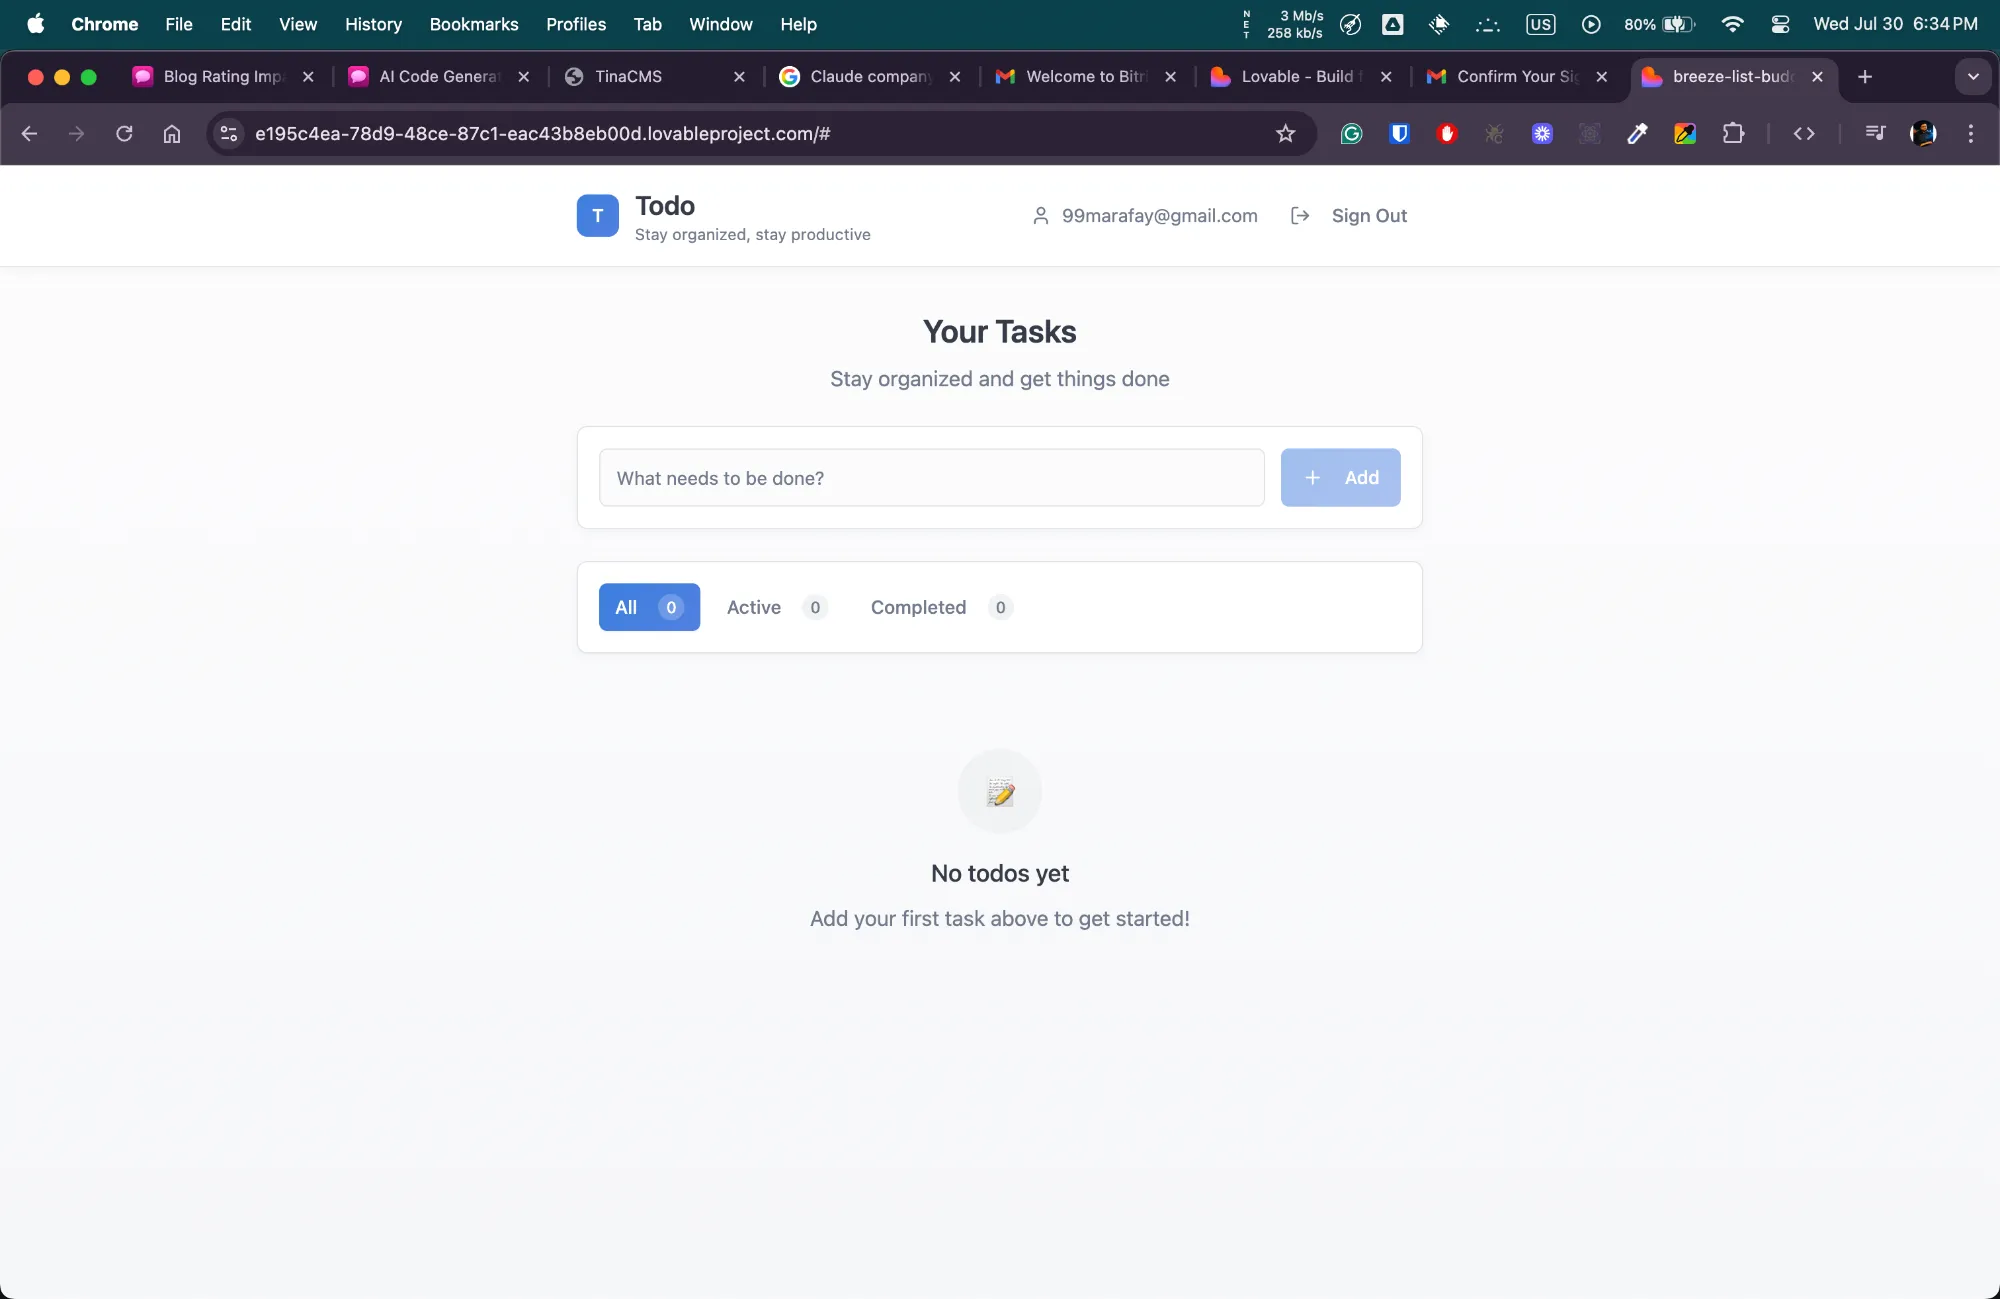 Chrome File Edit View History Bookmarks Profiles Tab Window Help
NET 3 Mb/s 258 kb/s US 80% Wed Jul 30 6:34 PM
Blog Rating Imp
AI Code Generat
TinaCMS
Claude company
Welcome to Bitri
Lovable - Build f
Confirm Your Sig
breeze-list-bud
e195c4ea-78d9-48ce-87c1-eac43b8eb00d.lovableproject.com/#
T
Todo
Stay organized, stay productive
99marafay@gmail.com
Sign Out
Your Tasks
Stay organized and get things done
What needs to be done?
+ Add
All 0 Active 0 Completed 0
No todos yet
Add your first task above to get started!